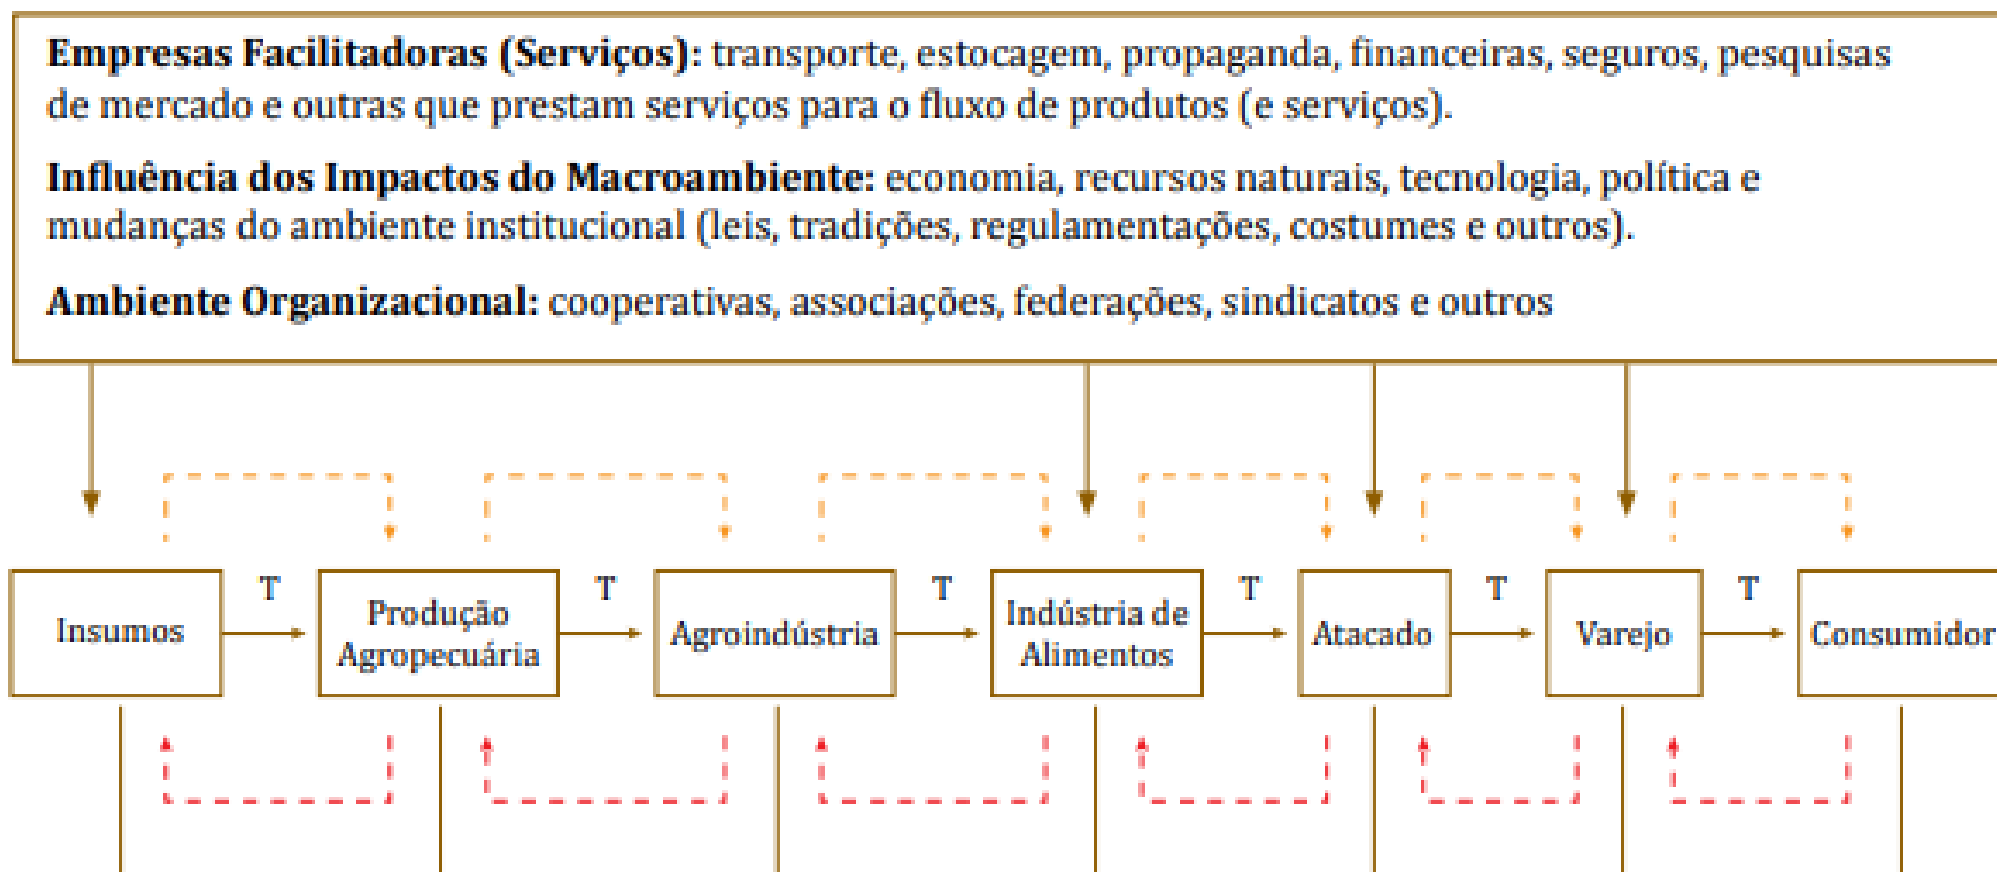 Empresas Facilitadoras (Serviços): transporte, estocagem, propaganda, financeiras, seguros, pesquisas
de mercado e outras que prestam serviços para o fluxo de produtos (e serviços).
Influência dos Impactos do Macroambiente: economia, recursos naturais, tecnologia, política e
mudanças do ambiente institucional (leis, tradições, regulamentações, costumes e outros).
Ambiente Organizacional: cooperativas, associações, federações, sindicatos e outros
Insumos
T
Produção
Agropecuária
T
Agroindústria
T
Indústria de
Alimentos
T
Atacado
T
Varejo
T
Consumidor